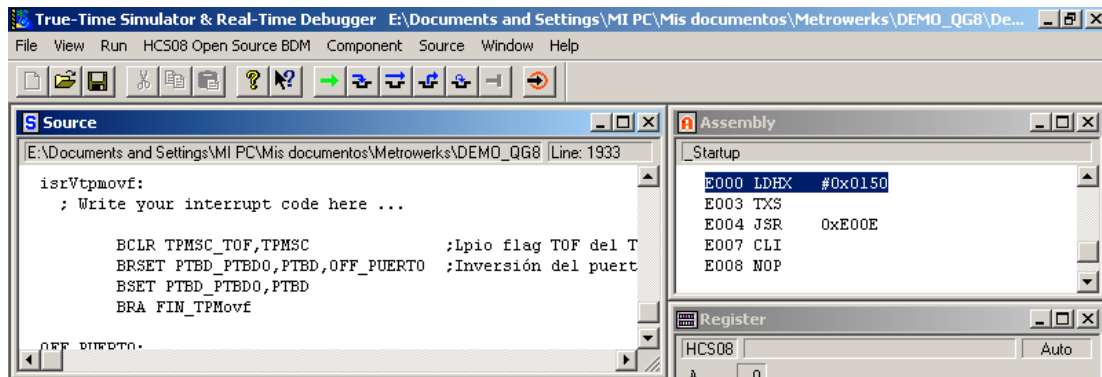 True-Time Simulator & Real-Time Debugger E:\Documents and Settings\MI PC\Mis documentos\Metrowerks\DEMO_QG8\De...
File View Run HCS08 Open Source BDM Component Source Window Help
Source
E:\Documents and Settings\MI PC\Mis documentos\Metrowerks\DEMO_QG8 Line: 1933
isrVtpmovf:
; Write your interrupt code here ...
BCLR TPMSC_TOF,TPMSC ;Lpio flag TOF del T
BRSET PTBD_PTBD0,PTBD,OFF_PUERTO ;Inversión del puert
BSET PTBD_PTBD0,PTBD
BRA FIN_TPMovf
OFF_PUERTO:
Assembly
_Startup
E000 LDHX #0x0150
E003 TXS
E004 JSR 0xE00E
E007 CLI
E008 NOP
Register
HCS08 Auto
A 0